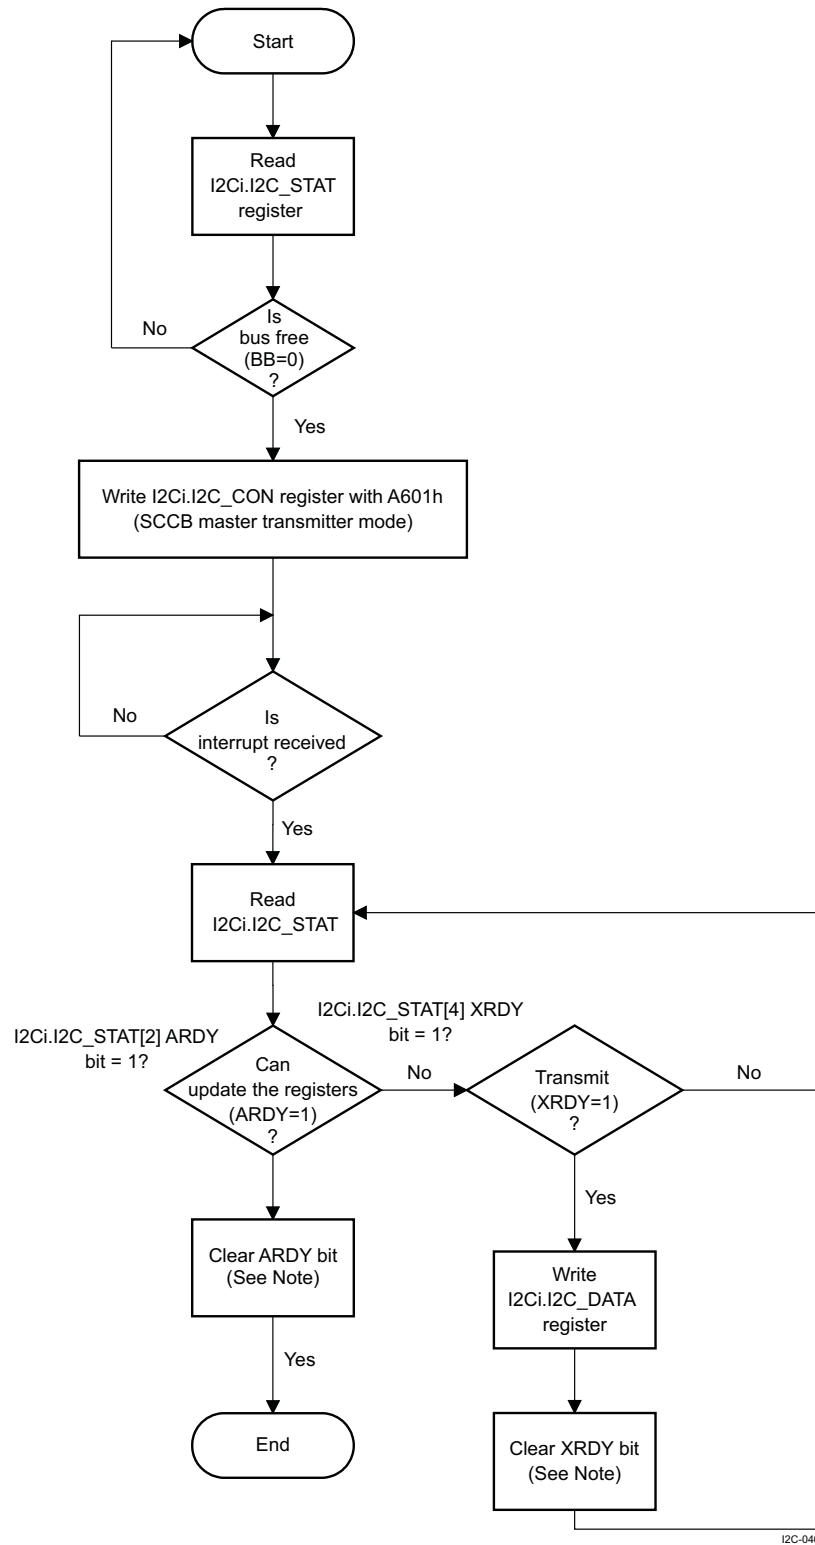 Start
Read
I2Ci.I2C_STAT
register
Is
bus free
(BB=0)
?
No
Yes
Write I2Ci.I2C_CON register with A601h
(SCCB master transmitter mode)
Is
interrupt received
?
No
Yes
Read
I2Ci.I2C_STAT
I2Ci.I2C_STAT[2] ARDY
bit = 1?
I2Ci.I2C_STAT[4] XRDY
bit = 1?
Can
update the registers
(ARDY=1)
?
No
Transmit
(XRDY=1)
?
No
Yes
Clear ARDY bit
(See Note)
Write
I2Ci.I2C_DATA
register
Yes
End
Clear XRDY bit
(See Note)